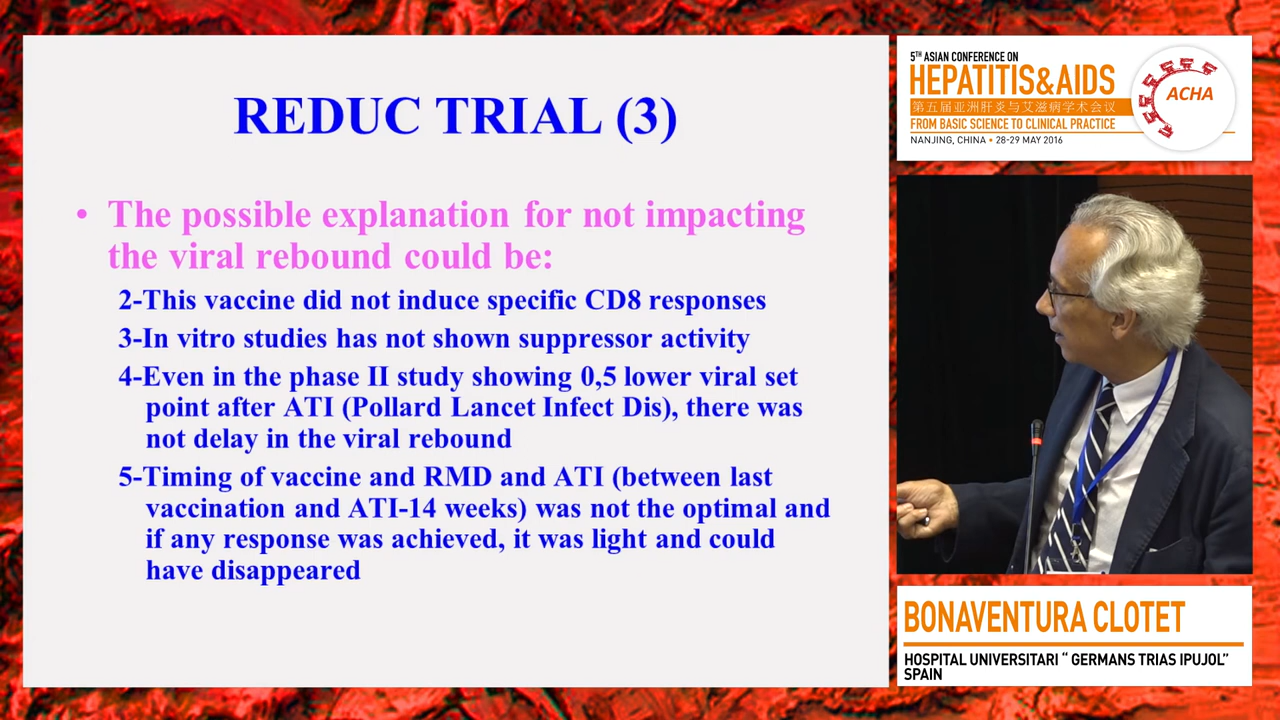 REDUC TRIAL (3)
• The possible explanation for not impacting
the viral rebound could be:
2-This vaccine did not induce specific CD8 responses
3-In vitro studies has not shown suppressor activity
4-Even in the phase II study showing 0,5 lower viral set
point after ATI (Pollard Lancet Infect Dis), there was
not delay in the viral rebound
5-Timing of vaccine and RMD and ATI (between last
vaccination and ATI-14 weeks) was not the optimal and
if any response was achieved, it was light and could
have disappeared
5TH ASIAN CONFERENCE ON
HEPATITIS&AIDS
第五届亚洲肝炎与艾滋病学术会议
FROM BASIC SCIENCE TO CLINICAL PRACTICE
NANJING, CHINA • 28-29 MAY 2016
ACHA
BONAVENTURA CLOTET
HOSPITAL UNIVERSITARI “ GERMANS TRIAS IPUJOL”
SPAIN